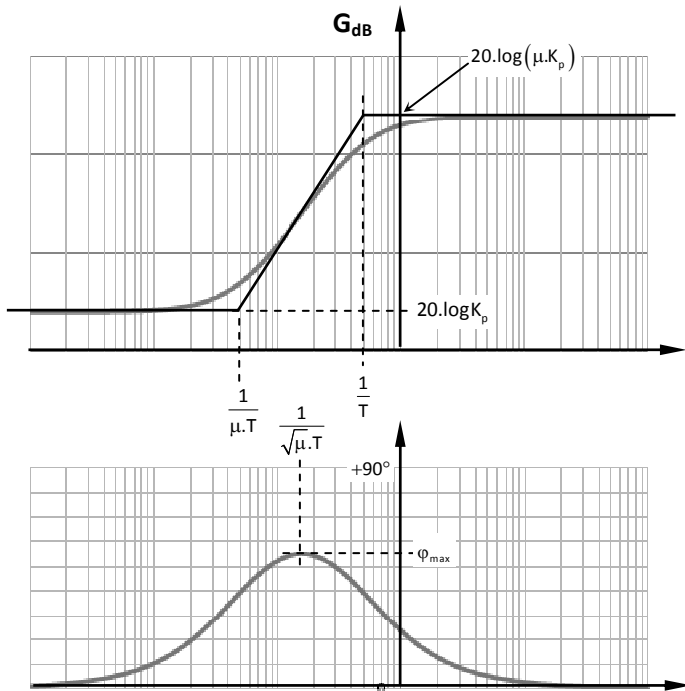 G_dB
20.log(μ.K_p)
20.logK_p
1/μ.T
1/√μ.T
1/T
+90°
φ_max